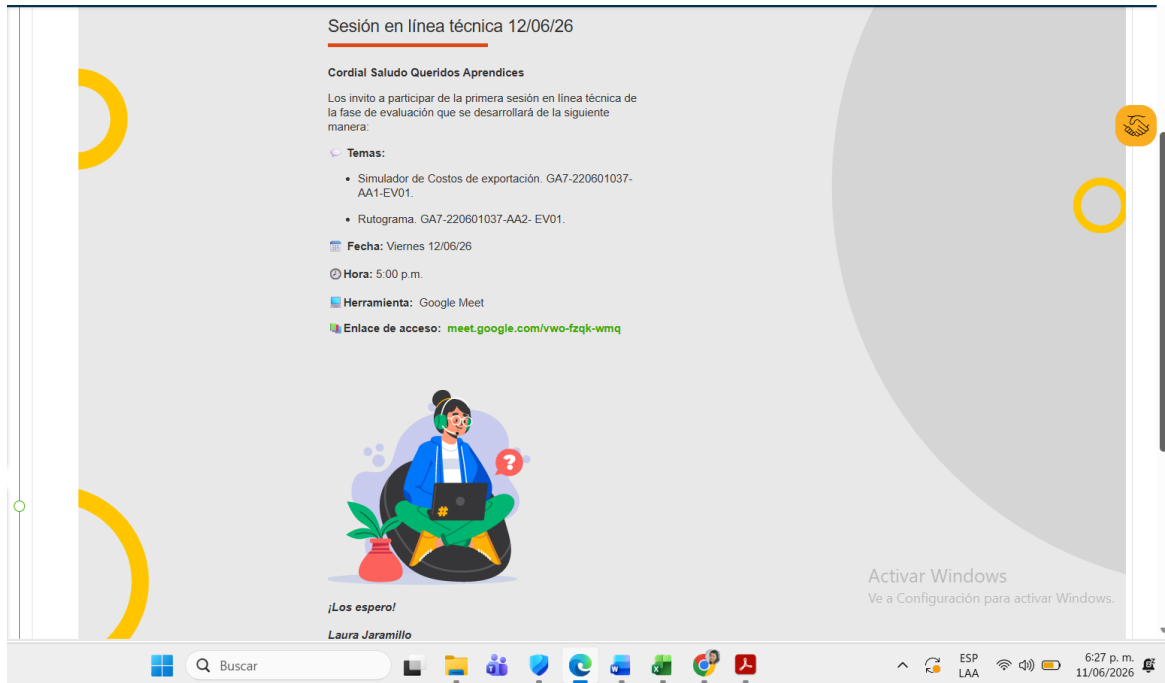 Sesión en línea técnica 12/06/26
Cordial Saludo Queridos Aprendices
Los invito a participar de la primera sesión en línea técnica de
la fase de evaluación que se desarrollará de la siguiente
manera:
Temas:
Simulador de Costos de exportación. GA7-220601037-
AA1-EV01.
Rutograma. GA7-220601037-AA2- EV01.
Fecha: Viernes 12/06/26
Hora: 5:00 p.m.
Herramienta: Google Meet
Enlace de acceso: meet.google.com/vwo-fzqk-wmq
?
#
¡Los espero!
Laura Jaramillo
Activar Windows
Ve a Configuración para activar Windows.
Buscar
ESP
LAA
6:27 p. m.
11/06/2026